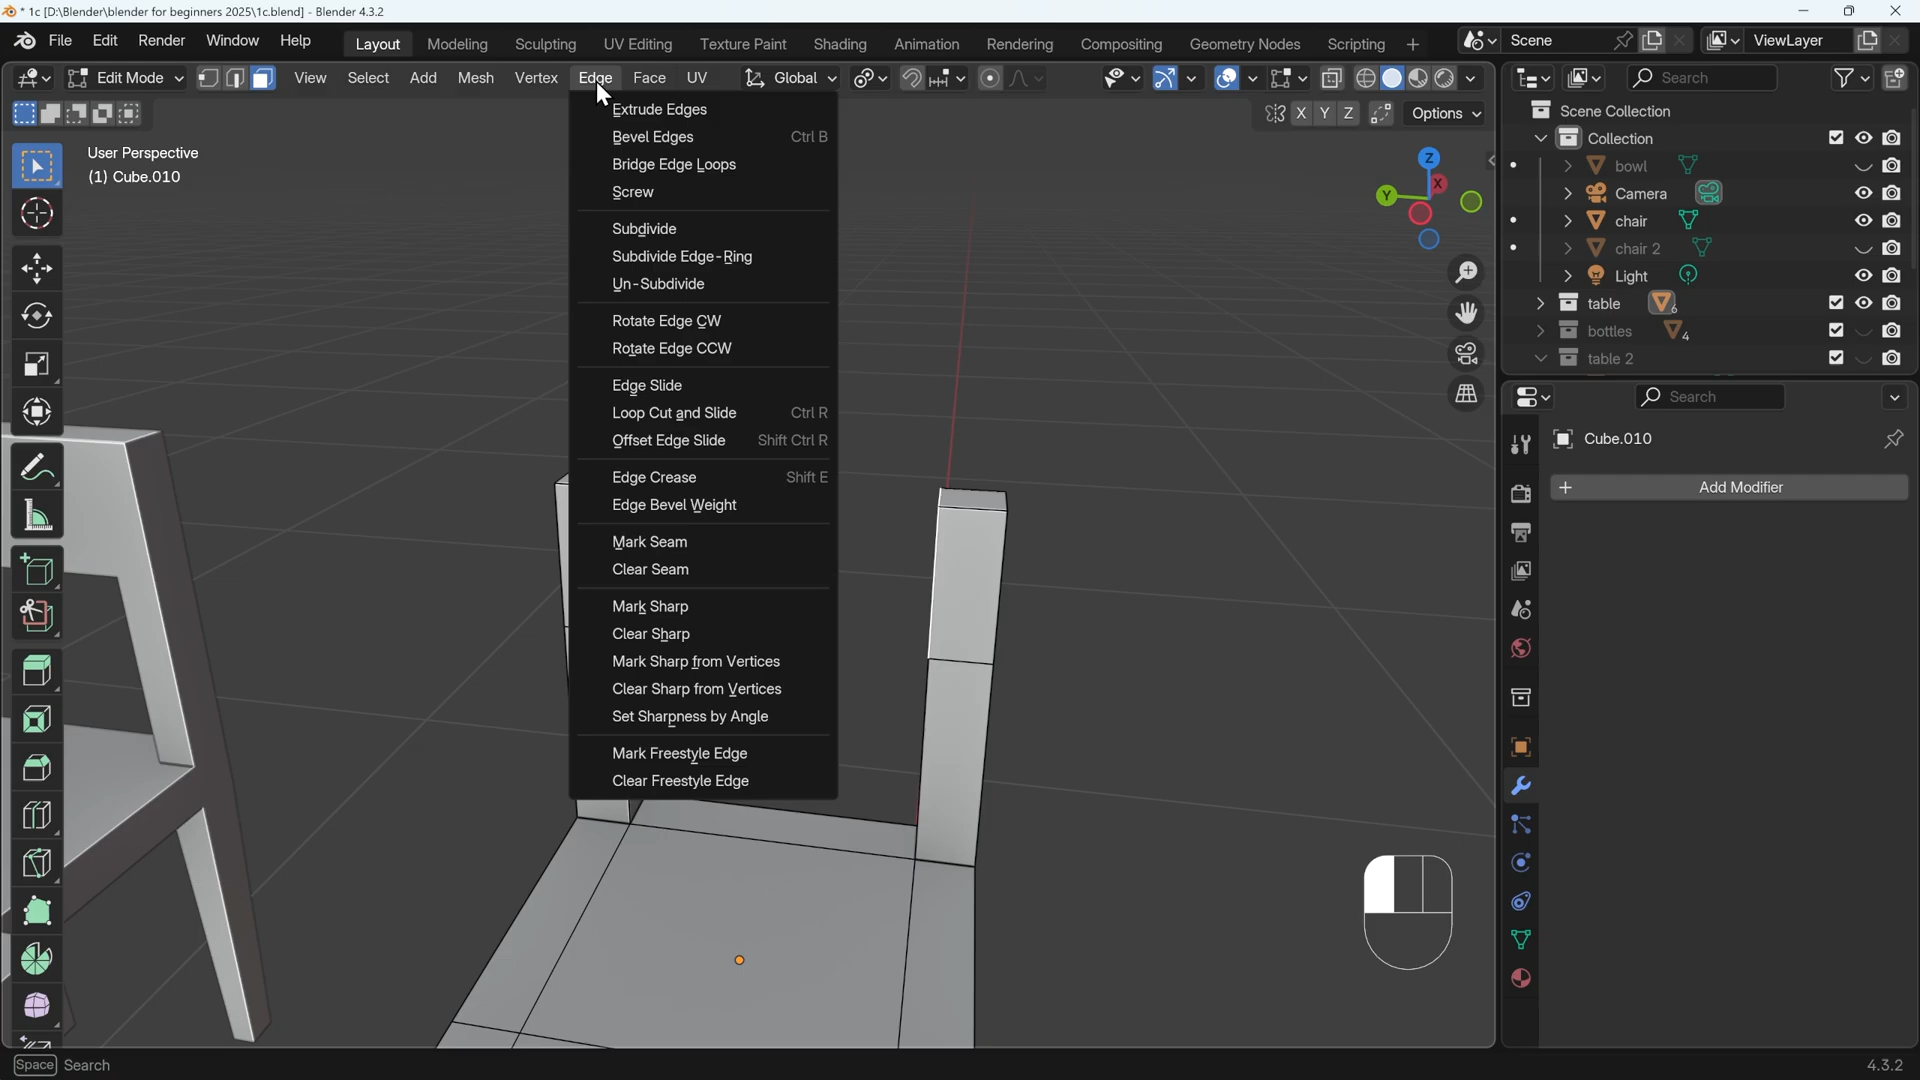 * 1c [D:\Blender\blender for beginners 2025\1c.blend] - Blender 4.3.2
File Edit Render Window Help Layout Modeling Sculpting UV Editing Texture Paint Shading Animation Rendering Compositing Geometry Nodes Scripting + Scene ViewLayer
Edit Mode View Select Add Mesh Vertex Edge Face UV Global Search
X Y Z Options
User Perspective
(1) Cube.010
Extrude Edges
Bevel Edges Ctrl B
Bridge Edge Loops
Screw
Subdivide
Subdivide Edge-Ring
Un-Subdivide
Rotate Edge CW
Rotate Edge CCW
Edge Slide
Loop Cut and Slide Ctrl R
Offset Edge Slide Shift Ctrl R
Edge Crease Shift E
Edge Bevel Weight
Mark Seam
Clear Seam
Mark Sharp
Clear Sharp
Mark Sharp from Vertices
Clear Sharp from Vertices
Set Sharpness by Angle
Mark Freestyle Edge
Clear Freestyle Edge
Z
X
Y
Scene Collection
Collection
bowl
Camera
chair
chair 2
Light
table 6
bottles 4
table 2
Search
Cube.010
+ Add Modifier
Space Search
4.3.2